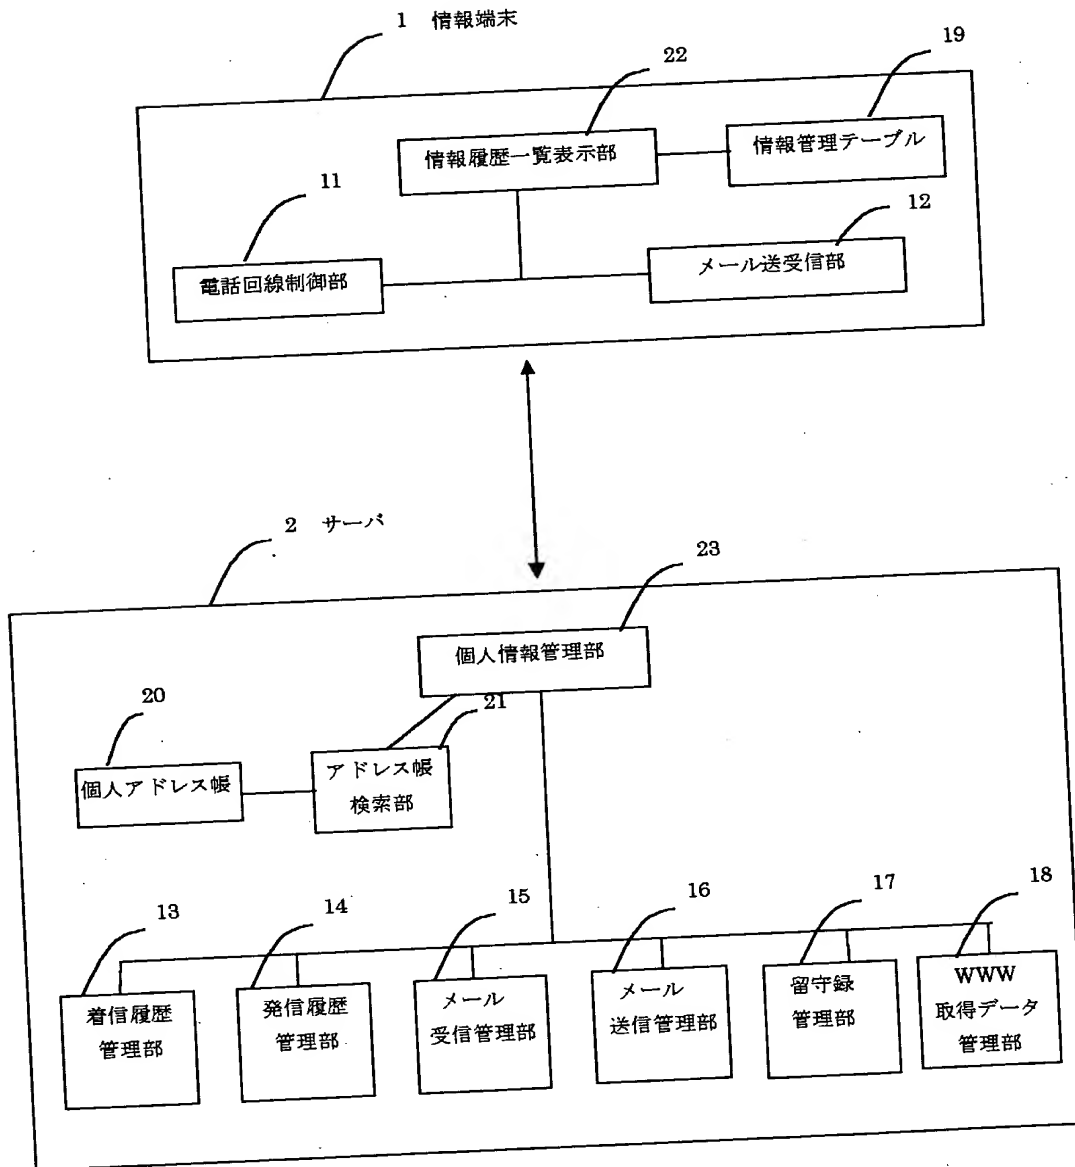 1 情報端末
22
19
情報履歴一覧表示部
情報管理テーブル
11
12
電話回線制御部
メール送受信部
2 サーバ
23
個人情報管理部
20
21
個人アドレス帳
アドレス帳
検索部
13
14
15
16
17
18
着信履歴
管理部
発信履歴
管理部
メール
受信管理部
メール
送信管理部
留守録
管理部
WWW
取得データ
管理部